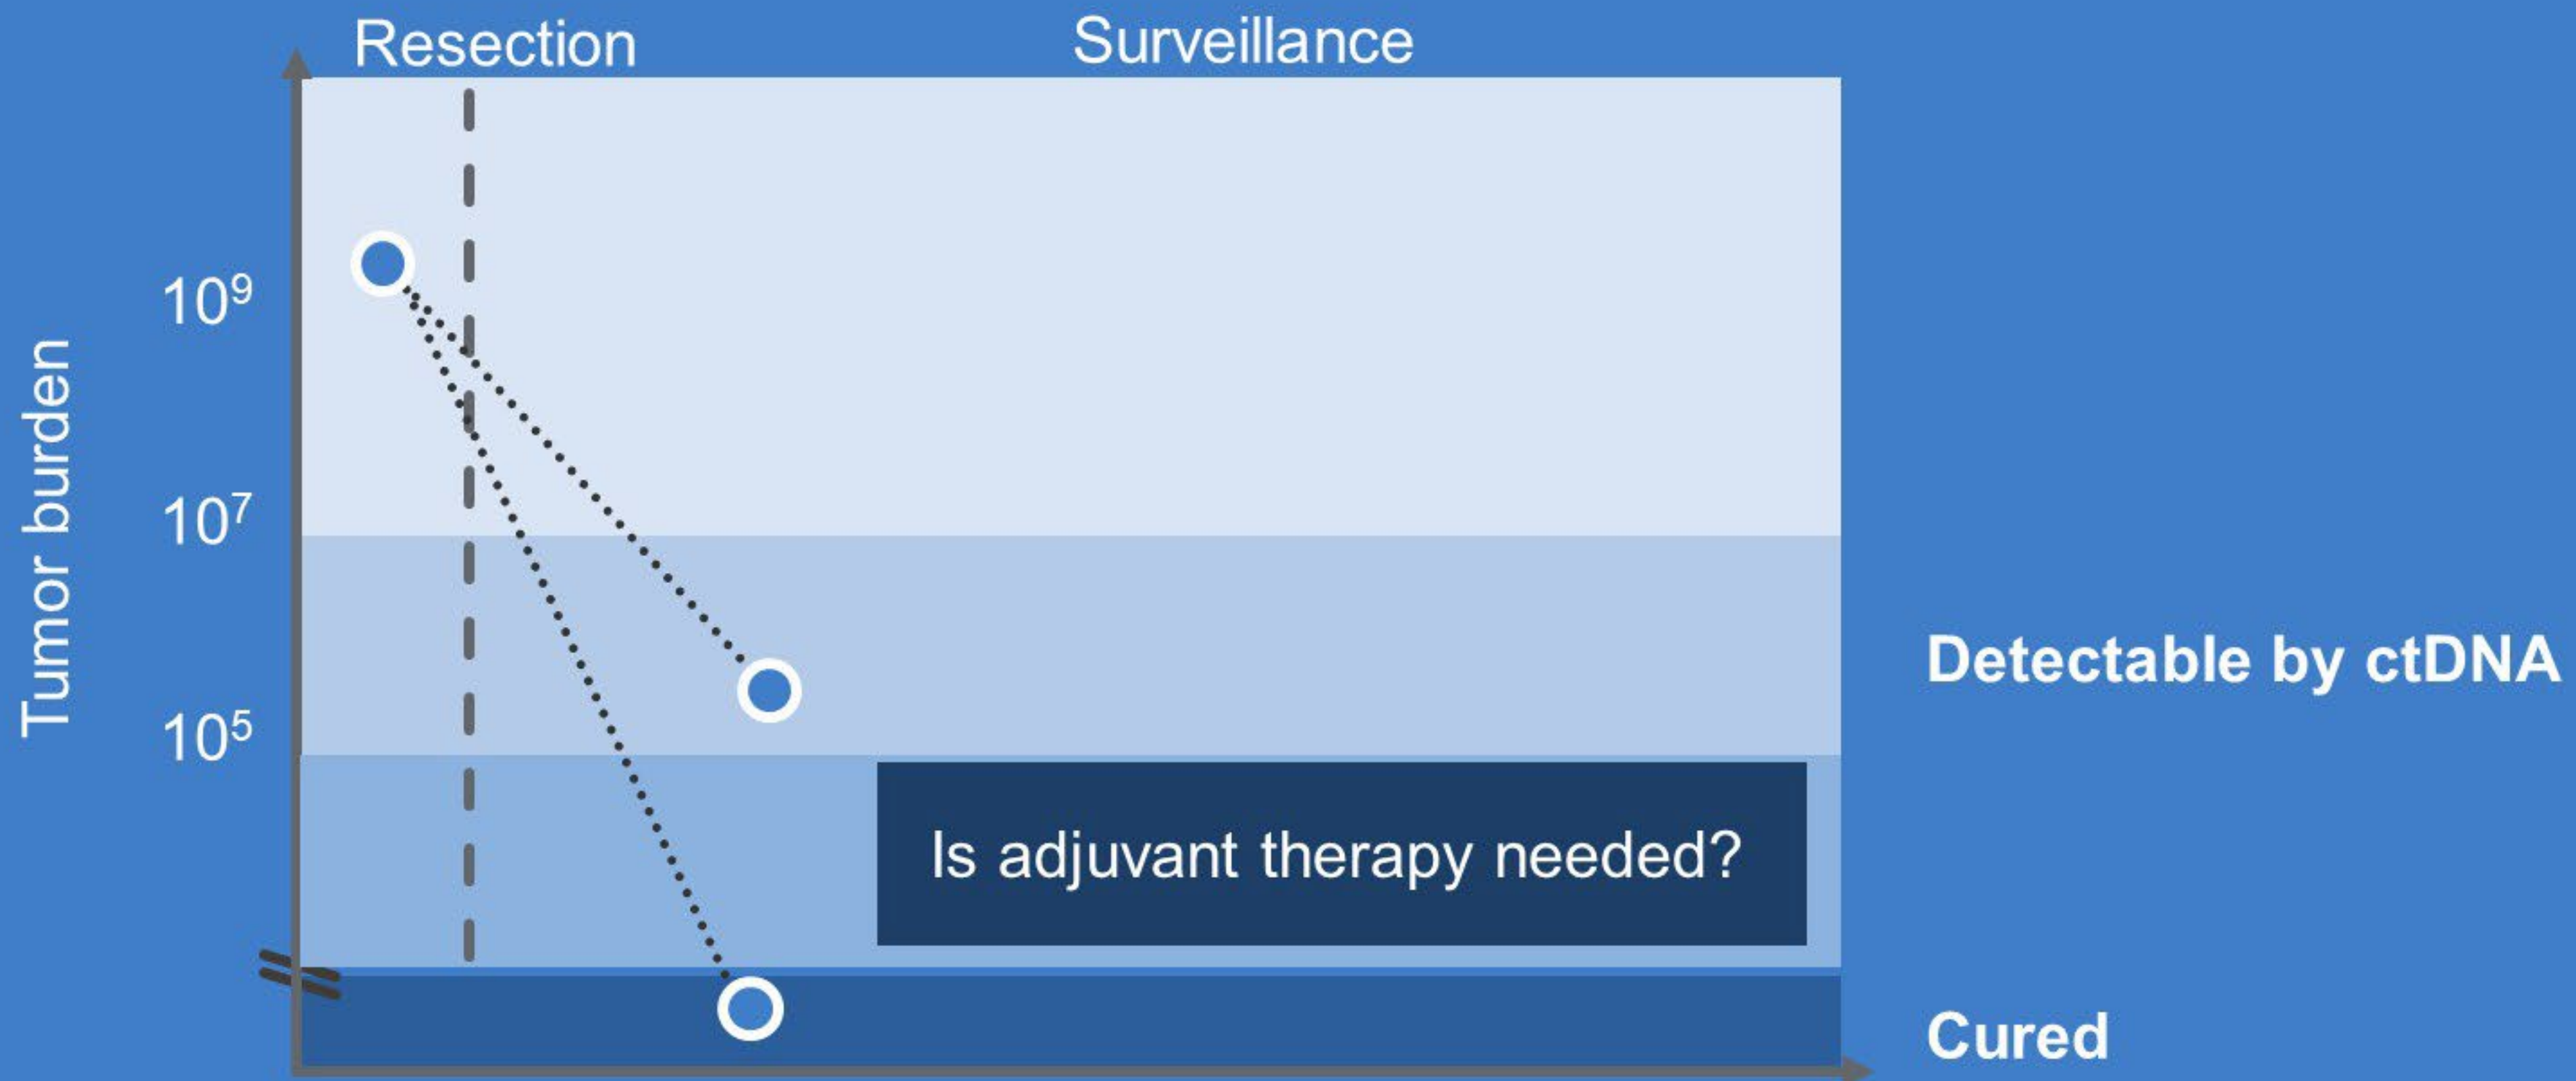 Resection
Surveillance
Tumor burden
10⁹
10⁷
10⁵
Detectable by ctDNA
Is adjuvant therapy needed?
Cured